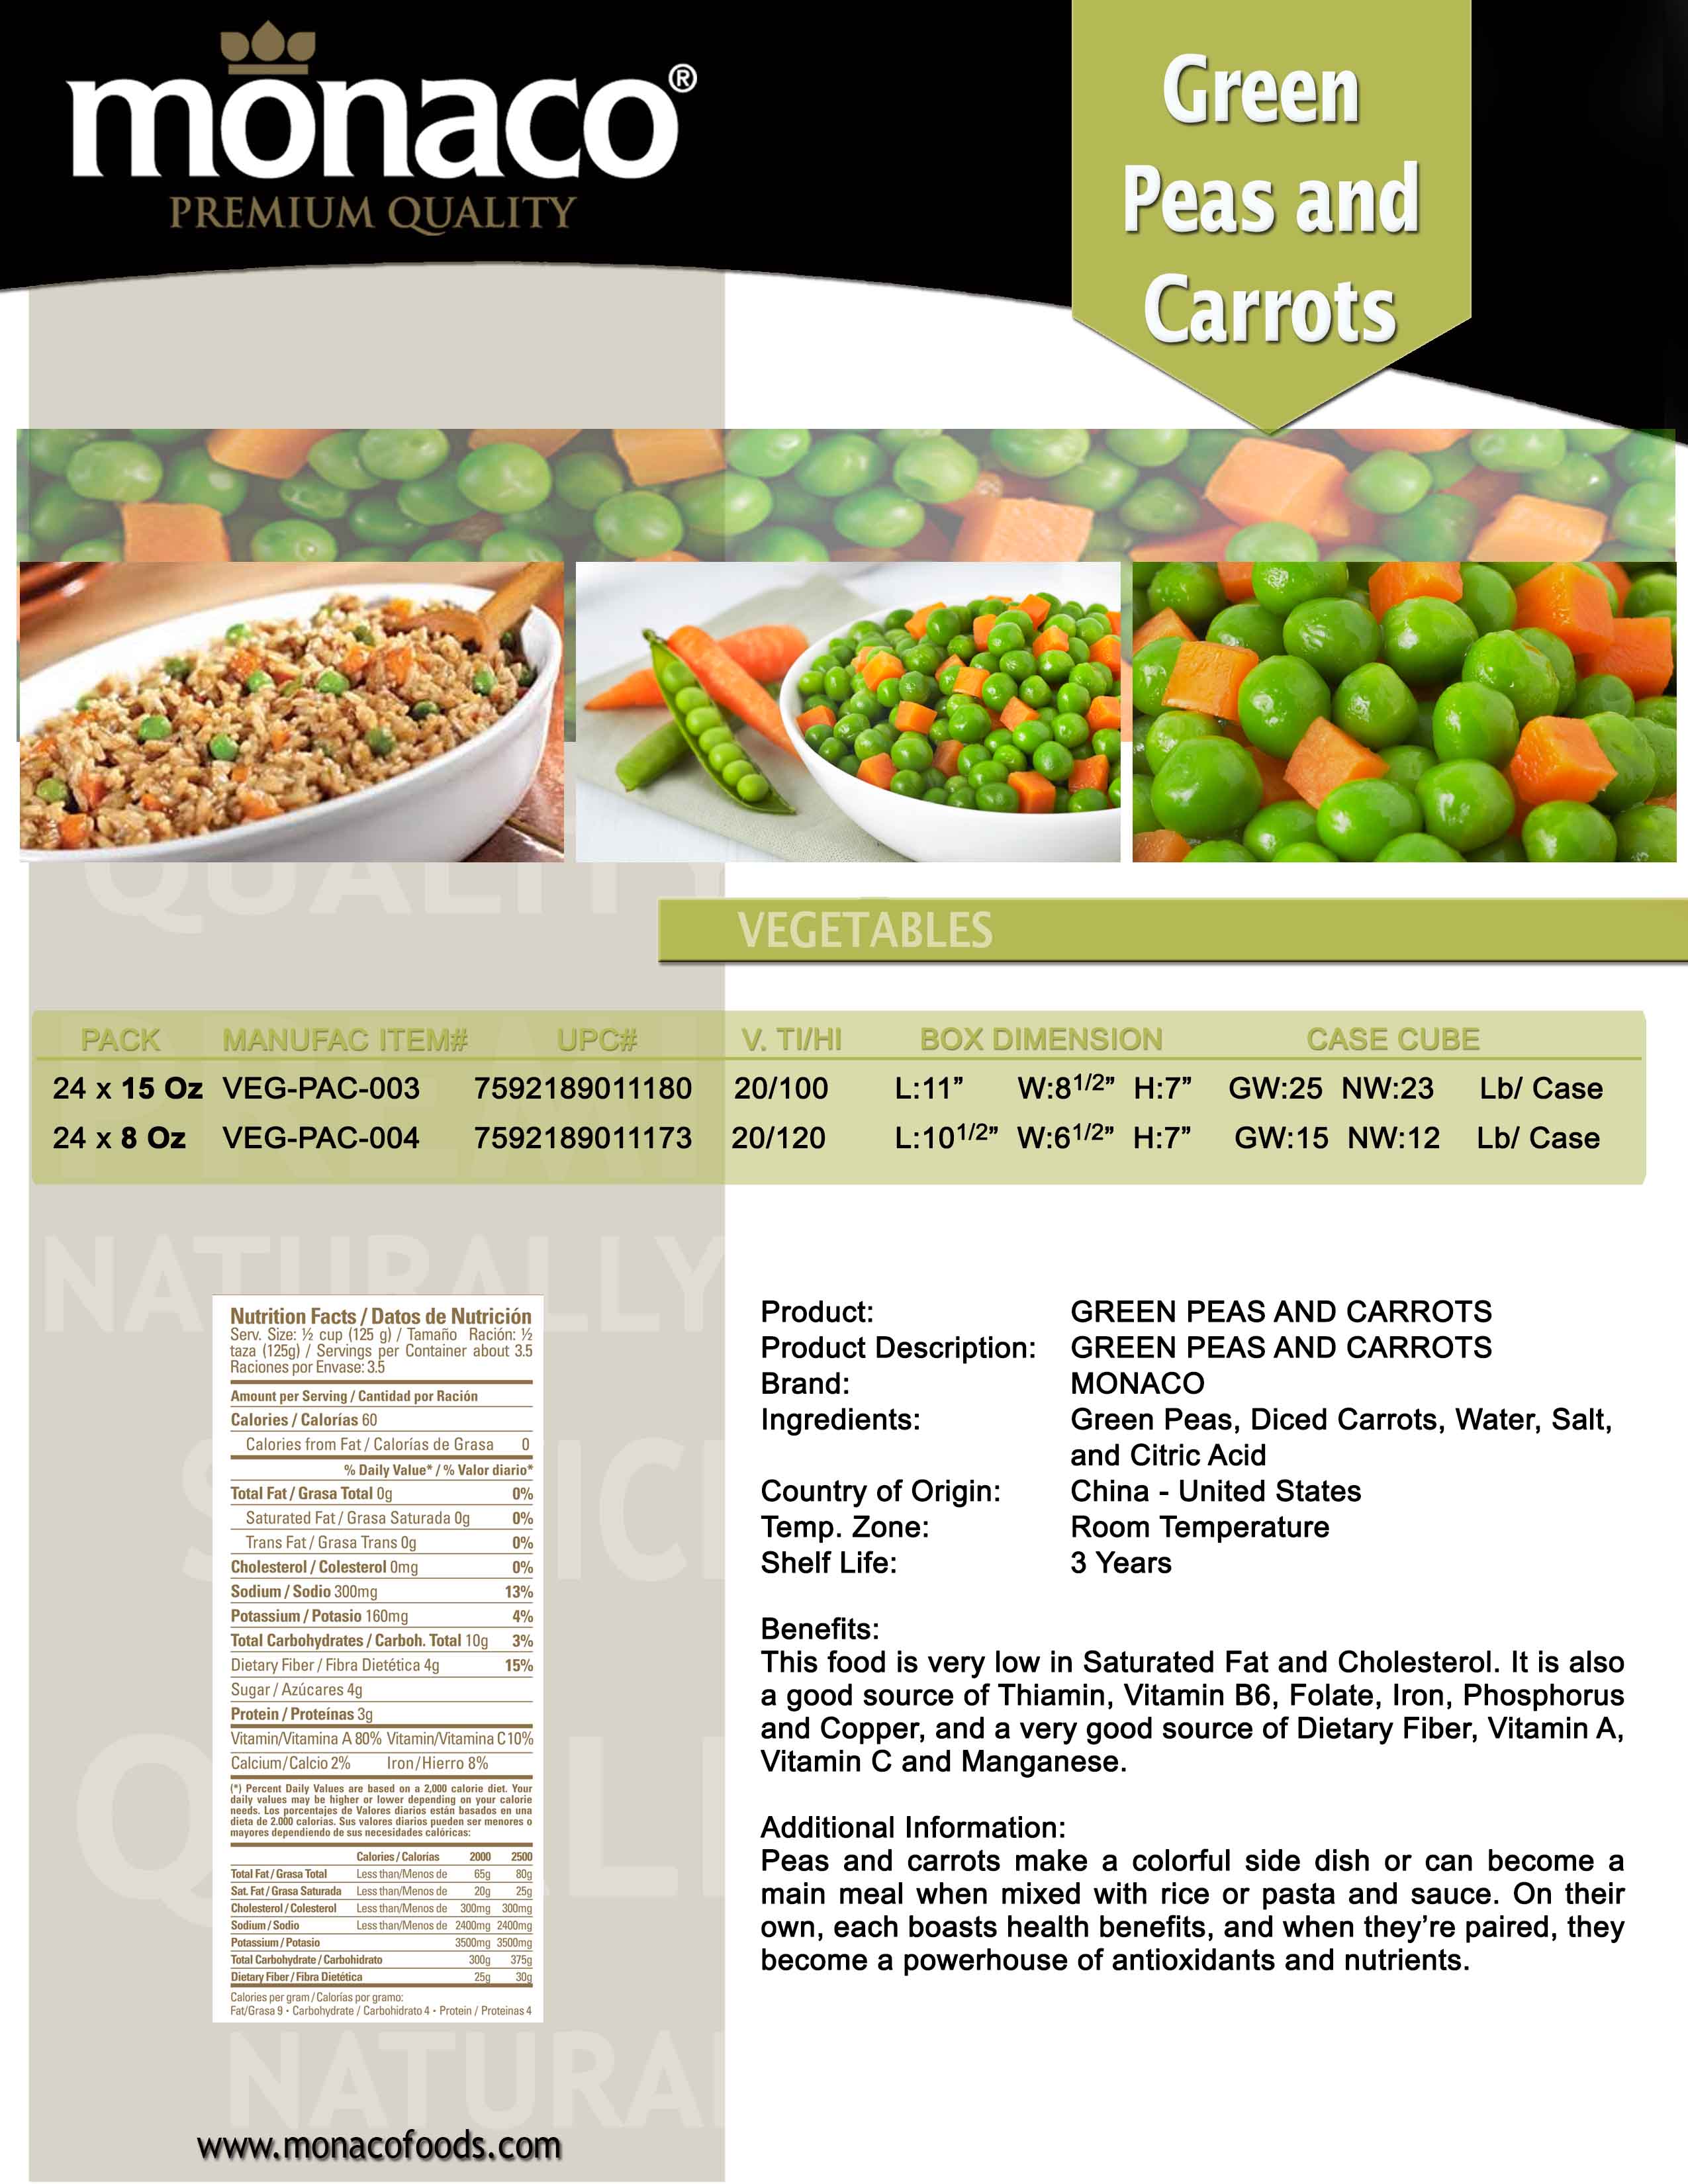 monaco®
PREMIUM QUALITY
Green
Peas and
Carrots
QUALITY
VEGETABLES
PREMI
PACK MANUFAC ITEM# UPC# V. TI/HI BOX DIMENSION CASE CUBE
24 x 15 Oz VEG-PAC-003 7592189011180 20/100 L:11” W:8 1/2” H:7” GW:25 NW:23 Lb/ Case
24 x 8 Oz VEG-PAC-004 7592189011173 20/120 L:10 1/2” W:6 1/2” H:7” GW:15 NW:12 Lb/ Case
NATURALLY
Nutrition Facts / Datos de Nutrición
Serv. Size: ½ cup (125 g) / Tamaño Ración: ½
taza (125g) / Servings per Container about 3.5
Raciones por Envase: 3.5
Amount per Serving / Cantidad por Ración
Calories / Calorías 60
Calories from Fat / Calorías de Grasa 0
% Daily Value* / % Valor diario*
Total Fat / Grasa Total 0g 0%
Saturated Fat / Grasa Saturada 0g 0%
Trans Fat / Grasa Trans 0g 0%
Cholesterol / Colesterol 0mg 0%
Sodium / Sodio 300mg 13%
Potassium / Potasio 160mg 4%
Total Carbohydrates / Carboh. Total 10g 3%
Dietary Fiber / Fibra Dietética 4g 15%
Sugar / Azúcares 4g
Protein / Proteínas 3g
Vitamin/Vitamina A 80% Vitamin/Vitamina C 10%
Calcium/Calcio 2% Iron/Hierro 8%
(*) Percent Daily Values are based on a 2,000 calorie diet. Your
daily values may be higher or lower depending on your calorie
needs. Los porcentajes de Valores diarios están basados en una
dieta de 2.000 calorías. Sus valores diarios pueden ser menores o
mayores dependiendo de sus necesidades calóricas:
Calories / Calorías 2000 2500
Total Fat / Grasa Total Less than/Menos de 65g 80g
Sat. Fat / Grasa Saturada Less than/Menos de 20g 25g
Cholesterol / Colesterol Less than/Menos de 300mg 300mg
Sodium / Sodio Less than/Menos de 2400mg 2400mg
Potassium / Potasio 3500mg 3500mg
Total Carbohydrate / Carbohidrato 300g 375g
Dietary Fiber / Fibra Dietética 25g 30g
Calories per gram / Calorías por gramo:
Fat/Grasa 9 · Carbohydrate / Carbohidrato 4 · Protein / Proteinas 4
Product: GREEN PEAS AND CARROTS
Product Description: GREEN PEAS AND CARROTS
Brand: MONACO
Ingredients: Green Peas, Diced Carrots, Water, Salt,
and Citric Acid
Country of Origin: China - United States
Temp. Zone: Room Temperature
Shelf Life: 3 Years
Benefits:
This food is very low in Saturated Fat and Cholesterol. It is also
a good source of Thiamin, Vitamin B6, Folate, Iron, Phosphorus
and Copper, and a very good source of Dietary Fiber, Vitamin A,
Vitamin C and Manganese.
Additional Information:
Peas and carrots make a colorful side dish or can become a
main meal when mixed with rice or pasta and sauce. On their
own, each boasts health benefits, and when they’re paired, they
become a powerhouse of antioxidants and nutrients.
NATURA
www.monacofoods.com